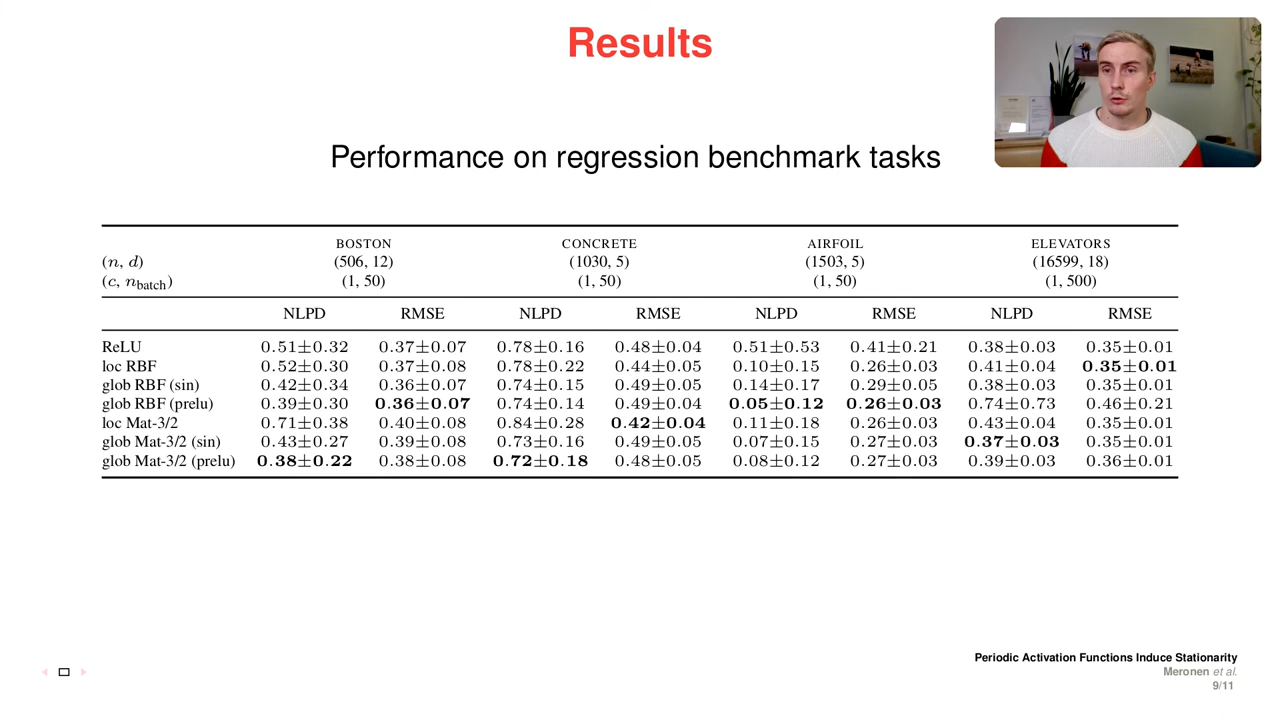 Results
Performance on regression benchmark tasks
BOSTON CONCRETE AIRFOIL ELEVATORS
(n, d) (506, 12) (1030, 5) (1503, 5) (16599, 18)
(c, nbatch) (1, 50) (1, 50) (1, 50) (1, 500)
NLPD RMSE NLPD RMSE NLPD RMSE NLPD RMSE
ReLU 0.51±0.32 0.37±0.07 0.78±0.16 0.48±0.04 0.51±0.53 0.41±0.21 0.38±0.03 0.35±0.01
loc RBF 0.52±0.30 0.37±0.08 0.78±0.22 0.44±0.05 0.10±0.15 0.26±0.03 0.41±0.04 0.35±0.01
glob RBF (sin) 0.42±0.34 0.36±0.07 0.74±0.15 0.49±0.05 0.14±0.17 0.29±0.05 0.38±0.03 0.35±0.01
glob RBF (prelu) 0.39±0.30 0.36±0.07 0.74±0.14 0.49±0.04 0.05±0.12 0.26±0.03 0.74±0.73 0.46±0.21
loc Mat-3/2 0.71±0.38 0.40±0.08 0.84±0.28 0.42±0.04 0.11±0.18 0.26±0.03 0.43±0.04 0.35±0.01
glob Mat-3/2 (sin) 0.43±0.27 0.39±0.08 0.73±0.16 0.49±0.05 0.07±0.15 0.27±0.03 0.37±0.03 0.35±0.01
glob Mat-3/2 (prelu) 0.38±0.22 0.38±0.08 0.72±0.18 0.48±0.05 0.08±0.12 0.27±0.03 0.39±0.03 0.36±0.01
Periodic Activation Functions Induce Stationarity
Meronen et al.
9/11